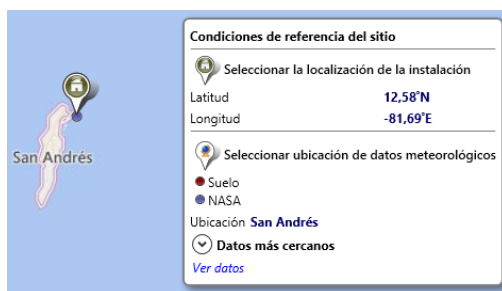 San Andrés
Condiciones de referencia del sitio
Seleccionar la localización de la instalación
Latitud 12,58°N
Longitud -81,69°E
Seleccionar ubicación de datos meteorológicos
Suelo
NASA
Ubicación San Andrés
Datos más cercanos
Ver datos